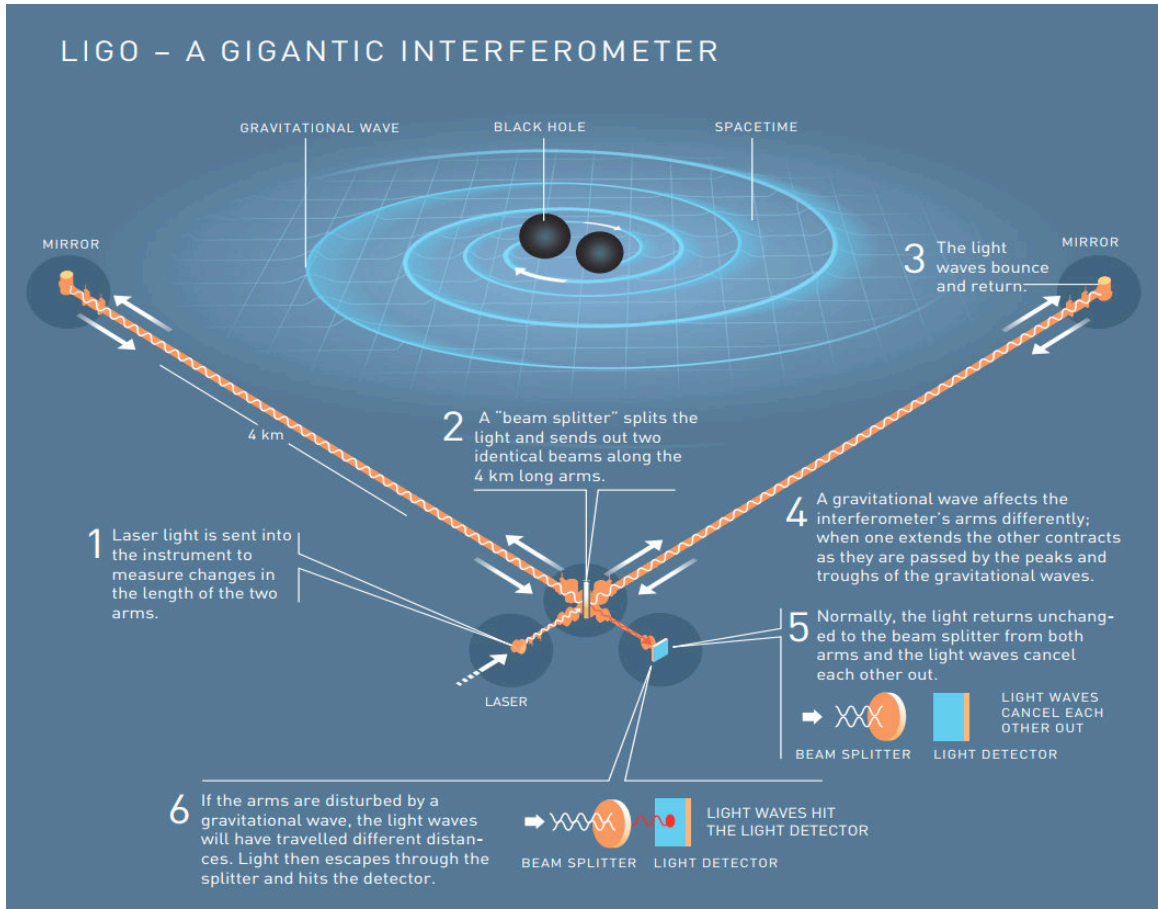 LIGO – A GIGANTIC INTERFEROMETER
GRAVITATIONAL WAVE
BLACK HOLE
SPACETIME
MIRROR
3
The light
waves bounce
and return.
MIRROR
4 km
2
A “beam splitter” splits the
light and sends out two
identical beams along the
4 km long arms.
1
Laser light is sent into
the instrument to
measure changes in
the length of the two
arms.
4
A gravitational wave affects the
interferometer’s arms differently;
when one extends the other contracts
as they are passed by the peaks and
troughs of the gravitational waves.
5
Normally, the light returns unchang-
ed to the beam splitter from both
arms and the light waves cancel
each other out.
LASER
LIGHT WAVES
CANCEL EACH
OTHER OUT
BEAM SPLITTER
LIGHT DETECTOR
6
If the arms are disturbed by a
gravitational wave, the light waves
will have travelled different distan-
ces. Light then escapes through the
splitter and hits the detector.
LIGHT WAVES HIT
THE LIGHT DETECTOR
BEAM SPLITTER
LIGHT DETECTOR